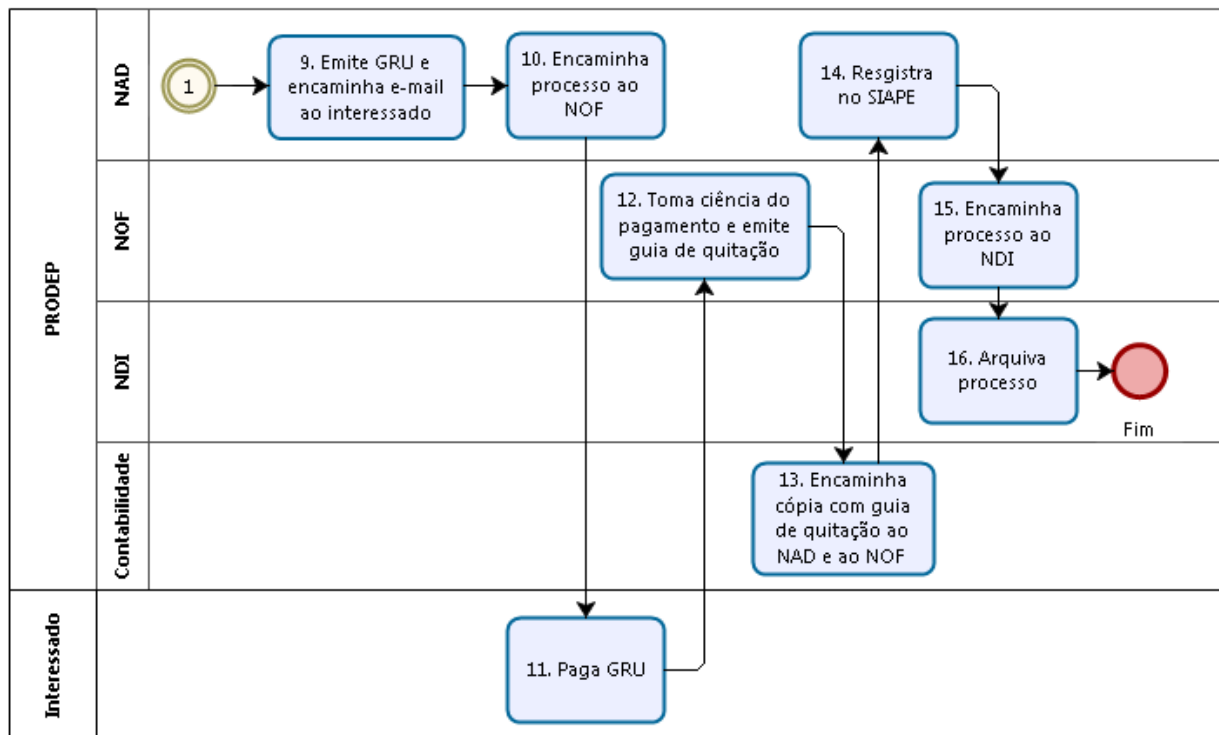 PRODEP
NAD
1
9. Emite GRU e
encaminha e-mail
ao interessado
10. Encaminha
processo ao
NOF
14. Resgistra
no SIAPE
NOF
12. Toma ciência do
pagamento e emite
guia de quitação
15. Encaminha
processo ao
NDI
NDI
16. Arquiva
processo
Fim
Contabilidade
13. Encaminha
cópia com guia
de quitação ao
NAD e ao NOF
Interessado
11. Paga GRU